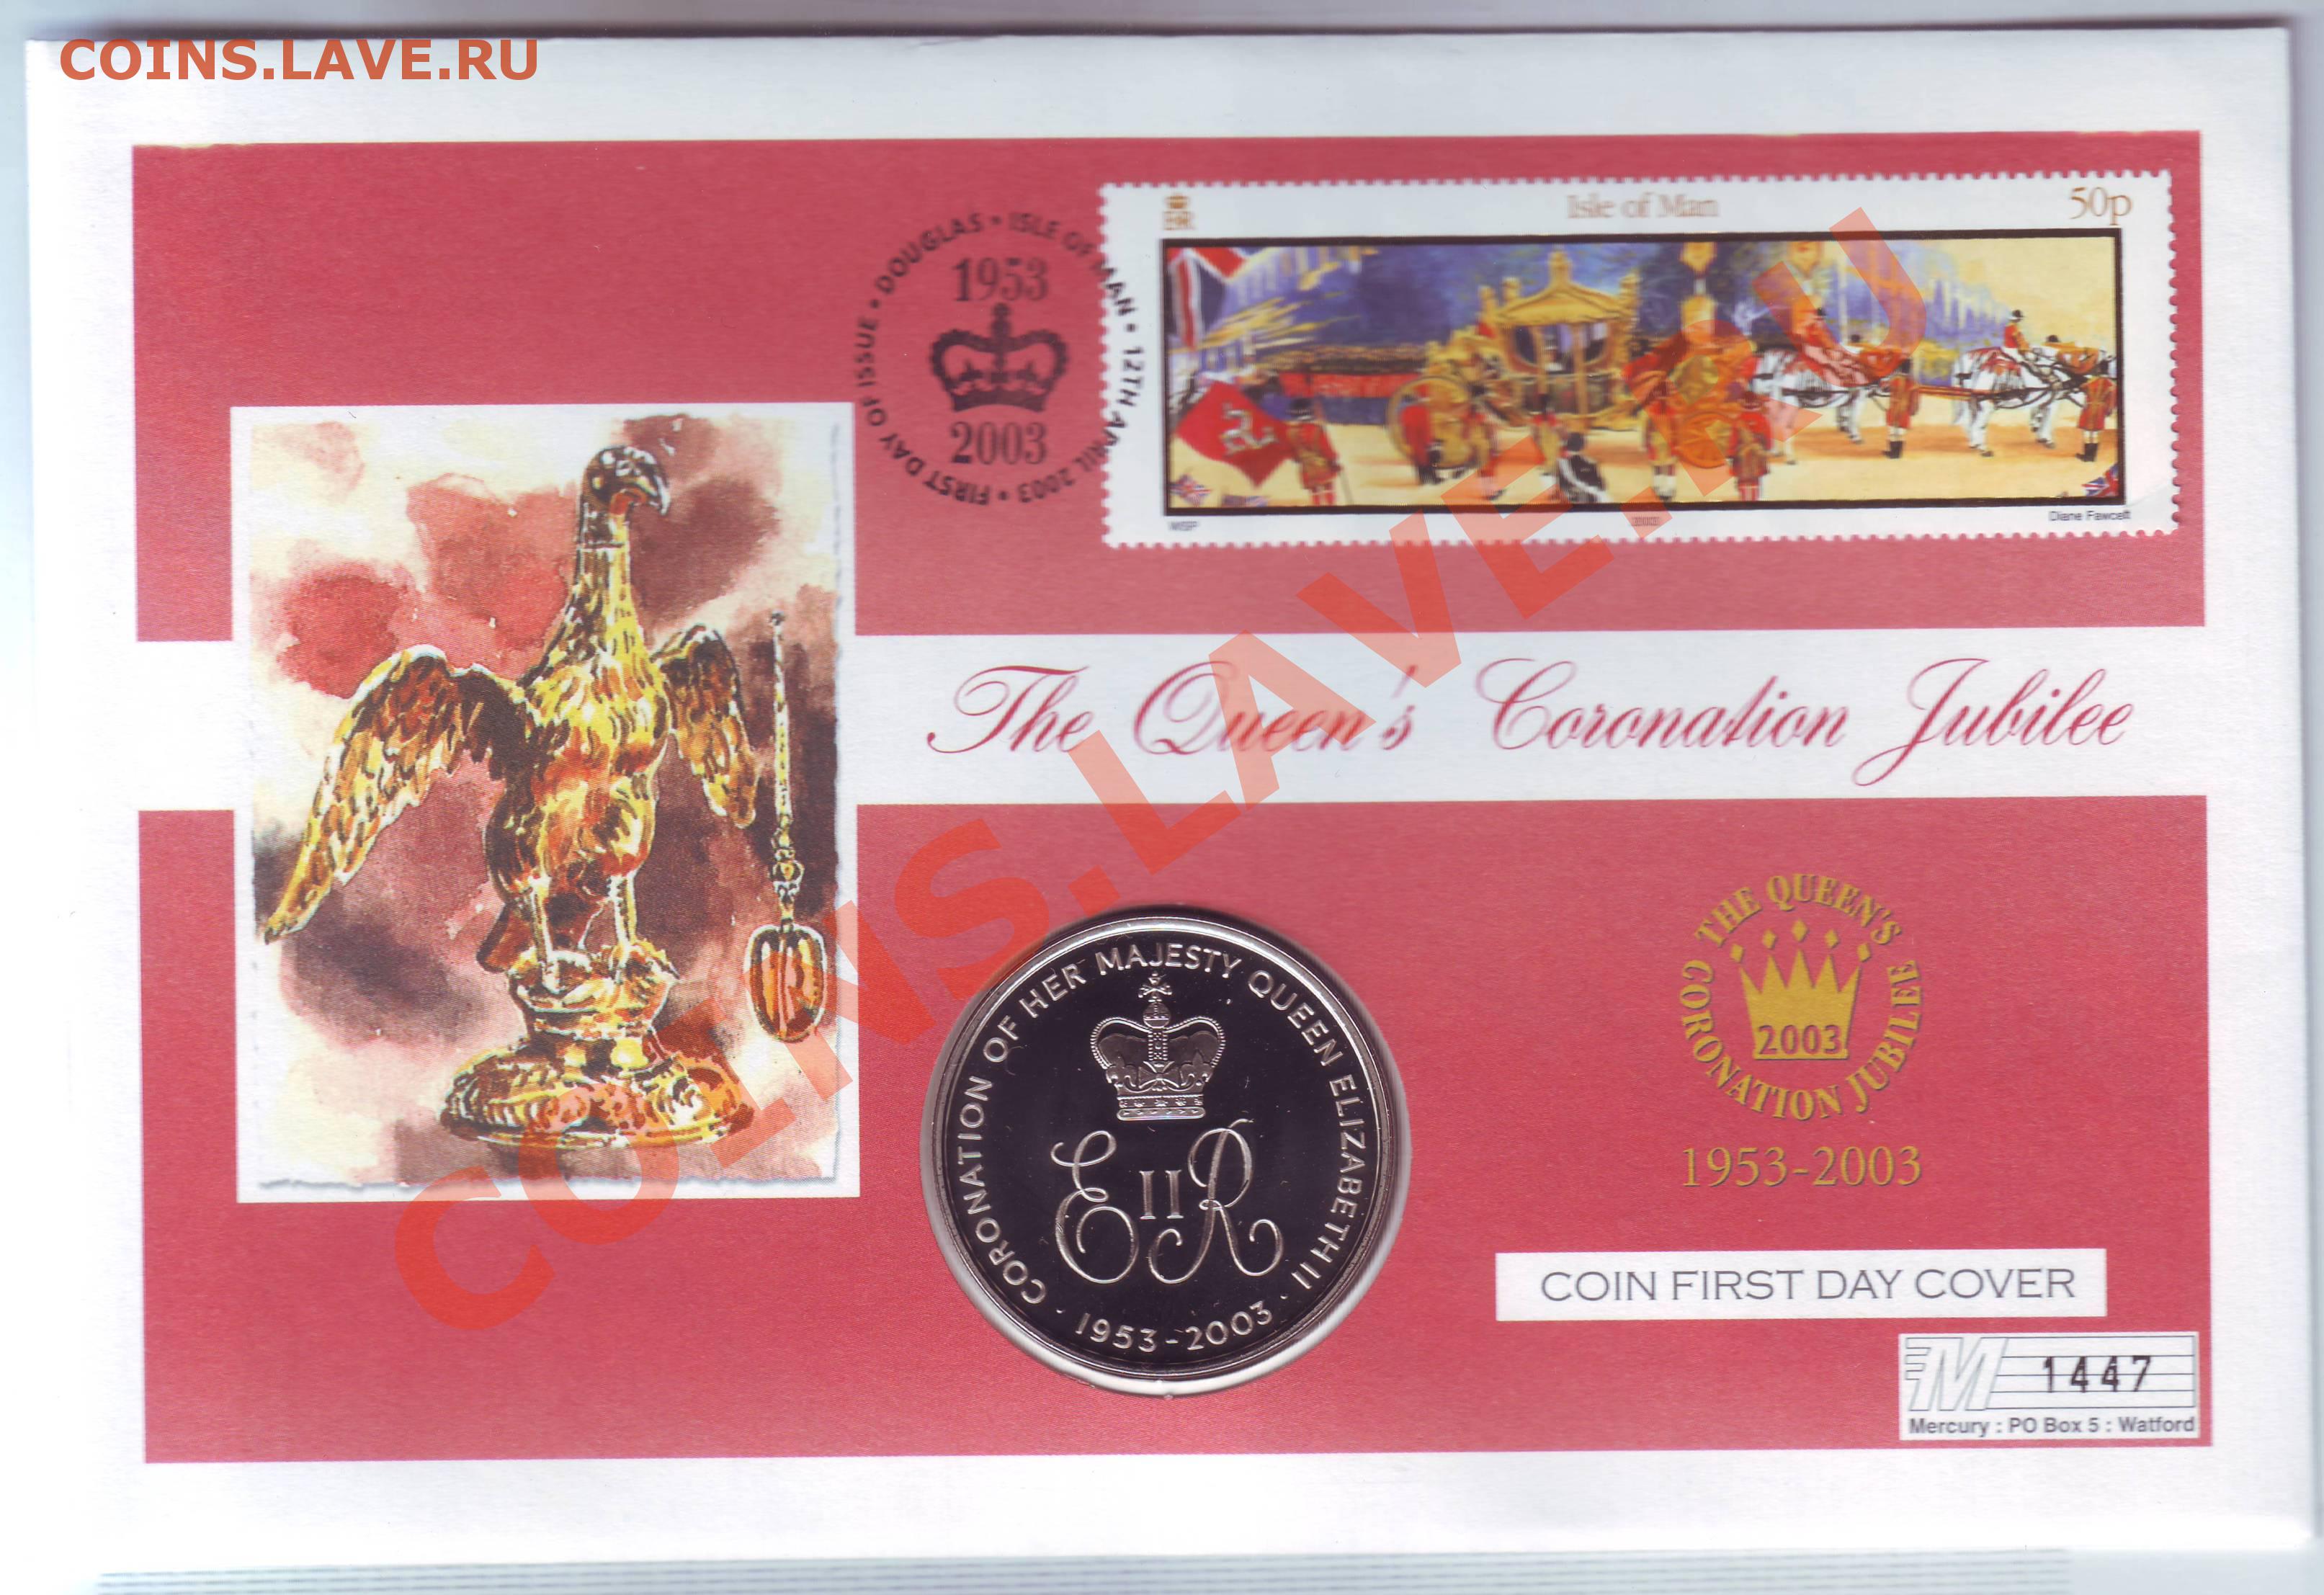 COINS.LAVE.RU
FIRST DAY OF ISSUE • DOUGLAS • ISLE OF MAN • 12TH APRIL 2003 •
1953
2003
ER
Isle of Man
50p
Diane Fawcett
The Queen's Coronation Jubilee
COINS.LAVE.RU
CORONATION OF HER MAJESTY QUEEN ELIZABETH II
EIIR
· 1953-2003 ·
THE QUEEN'S
CORONATION JUBILEE
2003
1953-2003
COIN FIRST DAY COVER
M 1447
Mercury : PO Box 5 : Watford